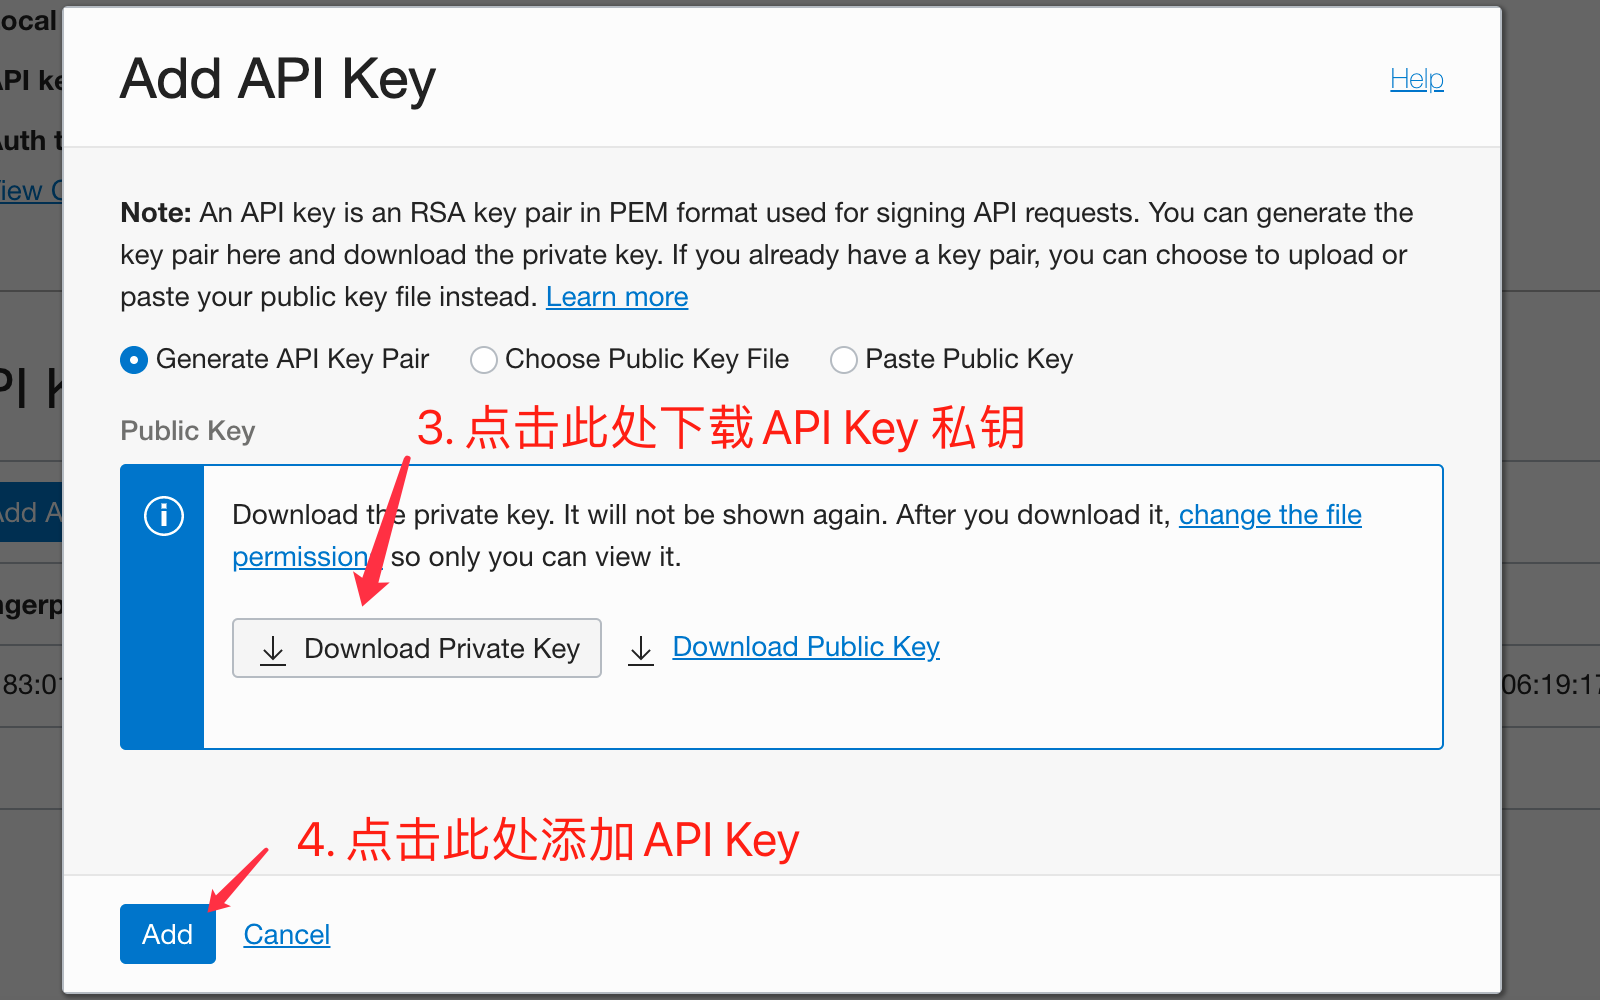 Add API Key
Help
Note: An API key is an RSA key pair in PEM format used for signing API requests. You can generate the
key pair here and download the private key. If you already have a key pair, you can choose to upload or
paste your public key file instead. Learn more
Generate API Key Pair Choose Public Key File Paste Public Key
3. 点击此处下载 API Key 私钥
Public Key
Download the private key. It will not be shown again. After you download it, change the file
permission so only you can view it.
Download Private Key Download Public Key
4. 点击此处添加 API Key
Add Cancel
ocal
PI ke
Auth t
iew C
PI K
Add A
ngerp
83:01
06:19:17